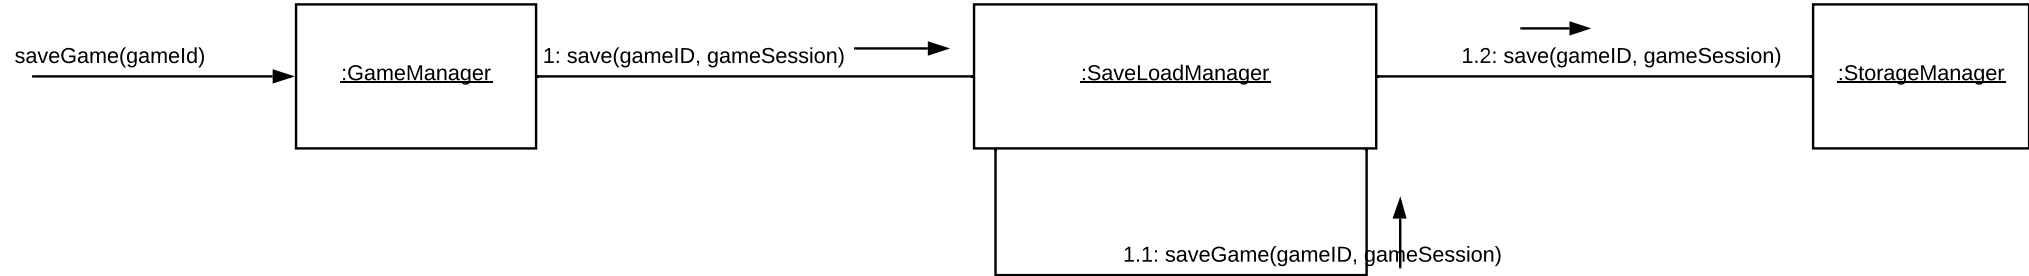 saveGame(gameId)
:GameManager
1: save(gameID, gameSession)
:SaveLoadManager
1.2: save(gameID, gameSession)
:StorageManager
1.1: saveGame(gameID, gameSession)